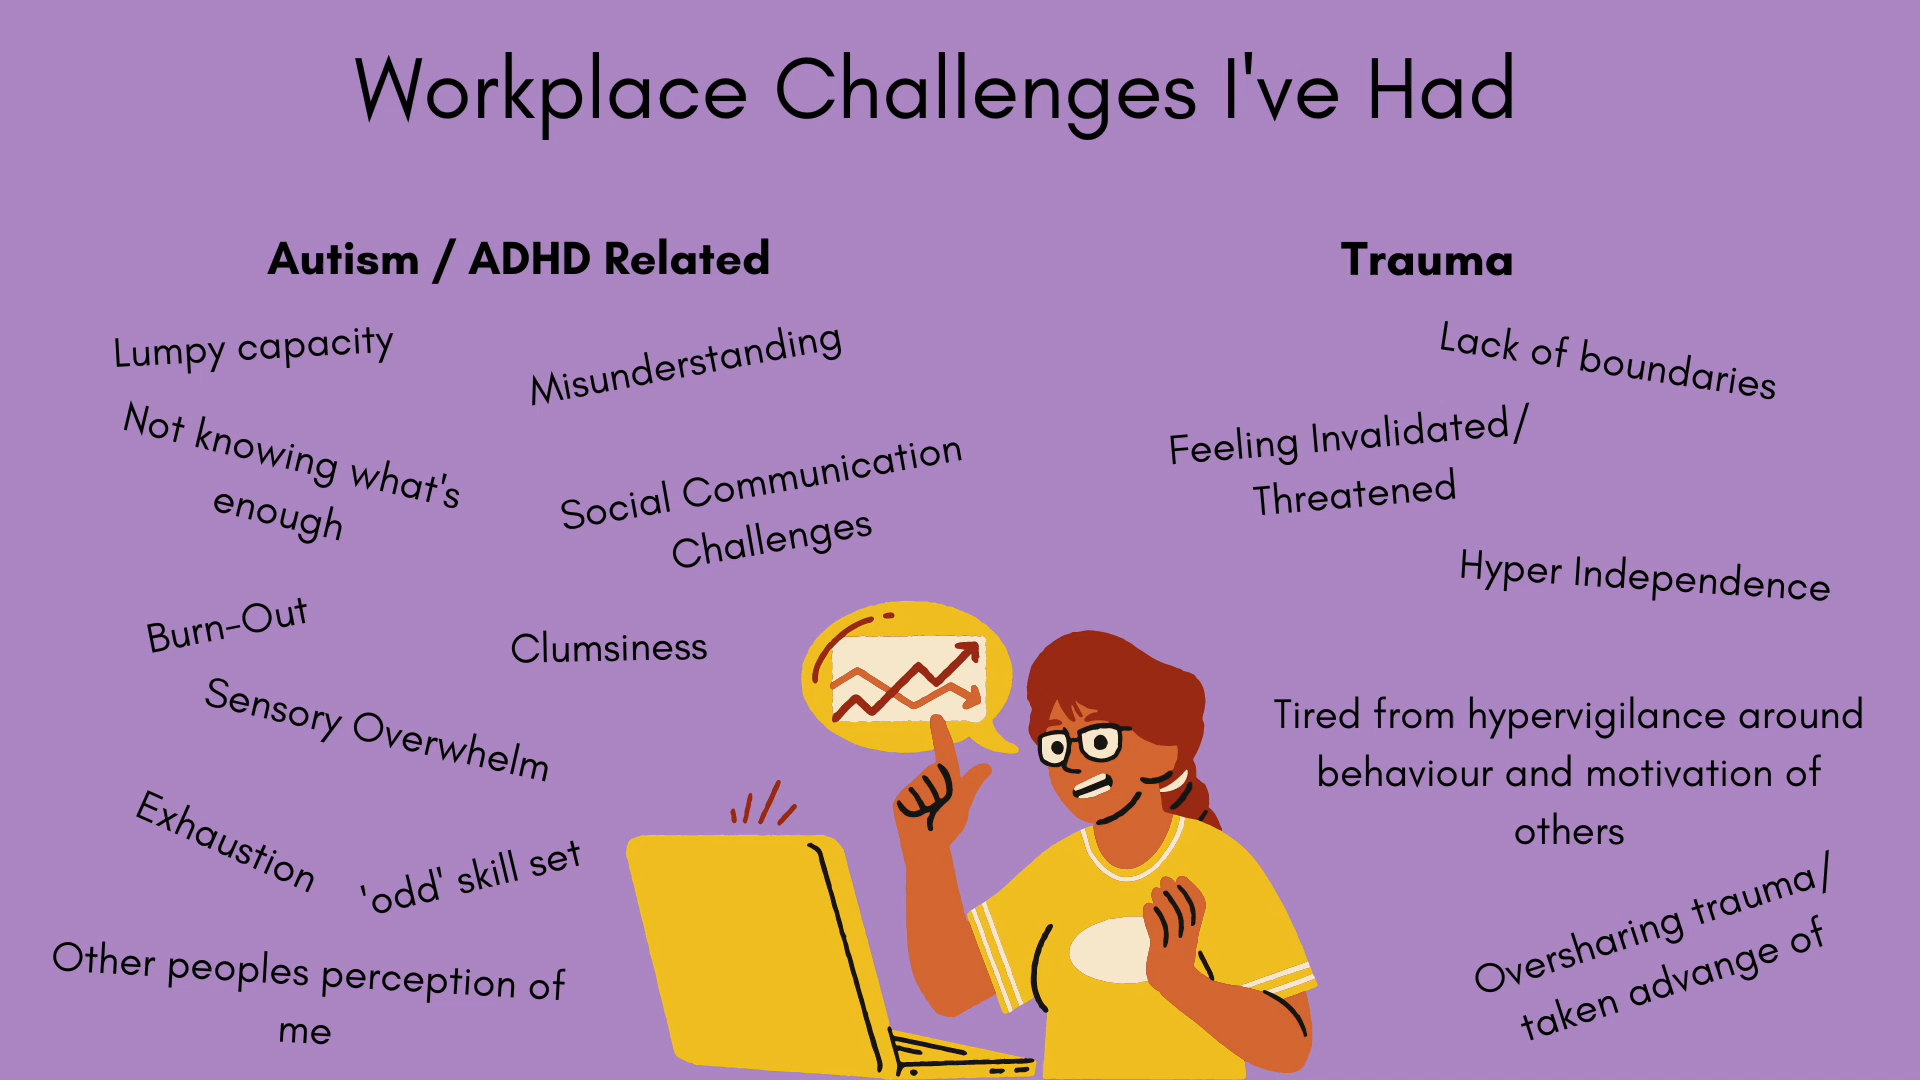 Workplace Challenges I've Had
Autism / ADHD Related
Lumpy capacity
Misunderstanding
Not knowing what's
enough
Social Communication
Challenges
Burn-Out
Clumsiness
Sensory Overwhelm
Exhaustion
'odd' skill set
Other peoples perception of
me
Trauma
Lack of boundaries
Feeling Invalidated/
Threatened
Hyper Independence
Tired from hypervigilance around
behaviour and motivation of
others
Oversharing trauma/
taken advange of